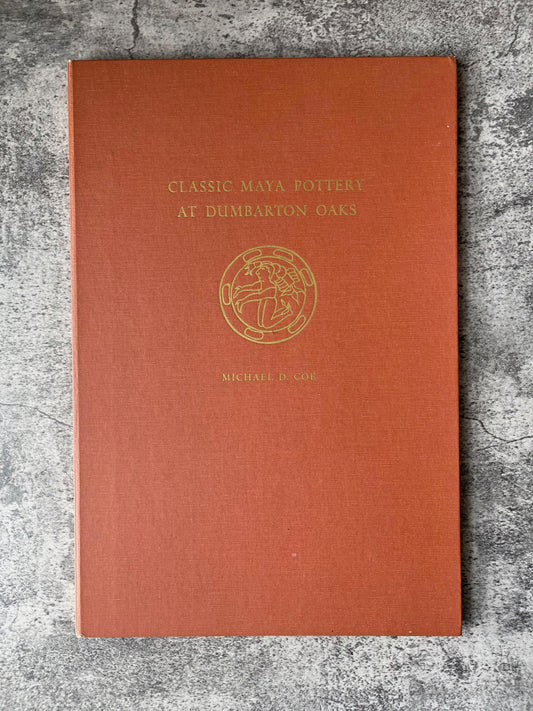 CLASSIC MAYA POTTERY
AT DUMBARTON OAKS
MICHAEL D. COE